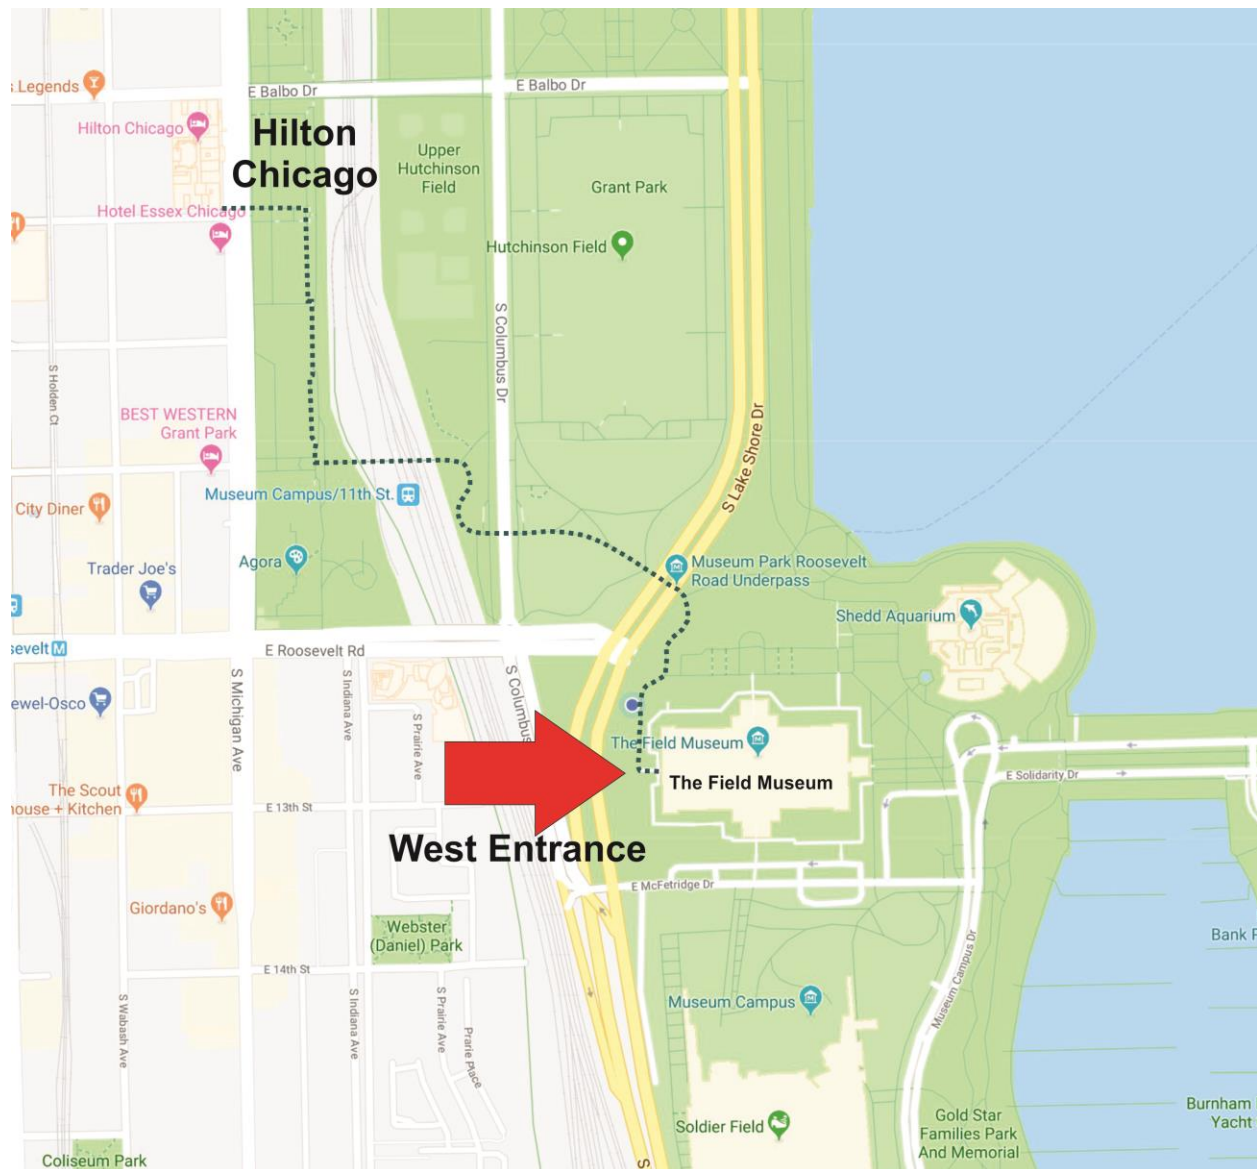 s Legends
E Balbo Dr
E Balbo Dr
Hilton Chicago
Hilton
Chicago
Upper
Hutchinson
Field
Grant Park
Hotel Essex Chicago
Hutchinson Field
S Columbus Dr
S Holden Ct
BEST WESTERN
Grant Park
S Lake Shore Dr
City Diner
Museum Campus/11th St.
Agora
Trader Joe's
Museum Park Roosevelt
Road Underpass
Shedd Aquarium
sevelt M
E Roosevelt Rd
S Michigan Ave
S Indiana Ave
S Prairie Ave
S Columbus
ewel-Osco
The Field Museum
The Field Museum
E Solidarity Dr
The Scout
house + Kitchen
E 13th St
West Entrance
E McFetridge Dr
Giordano's
Webster
(Daniel) Park
E 14th St
Bank
Museum Campus Dr
Museum Campus
S Wabash Ave
S Indiana Ave
S Prairie Ave
Prarie Place
Soldier Field
Gold Star
Families Park
And Memorial
Burnham
Yacht
Coliseum Park
S